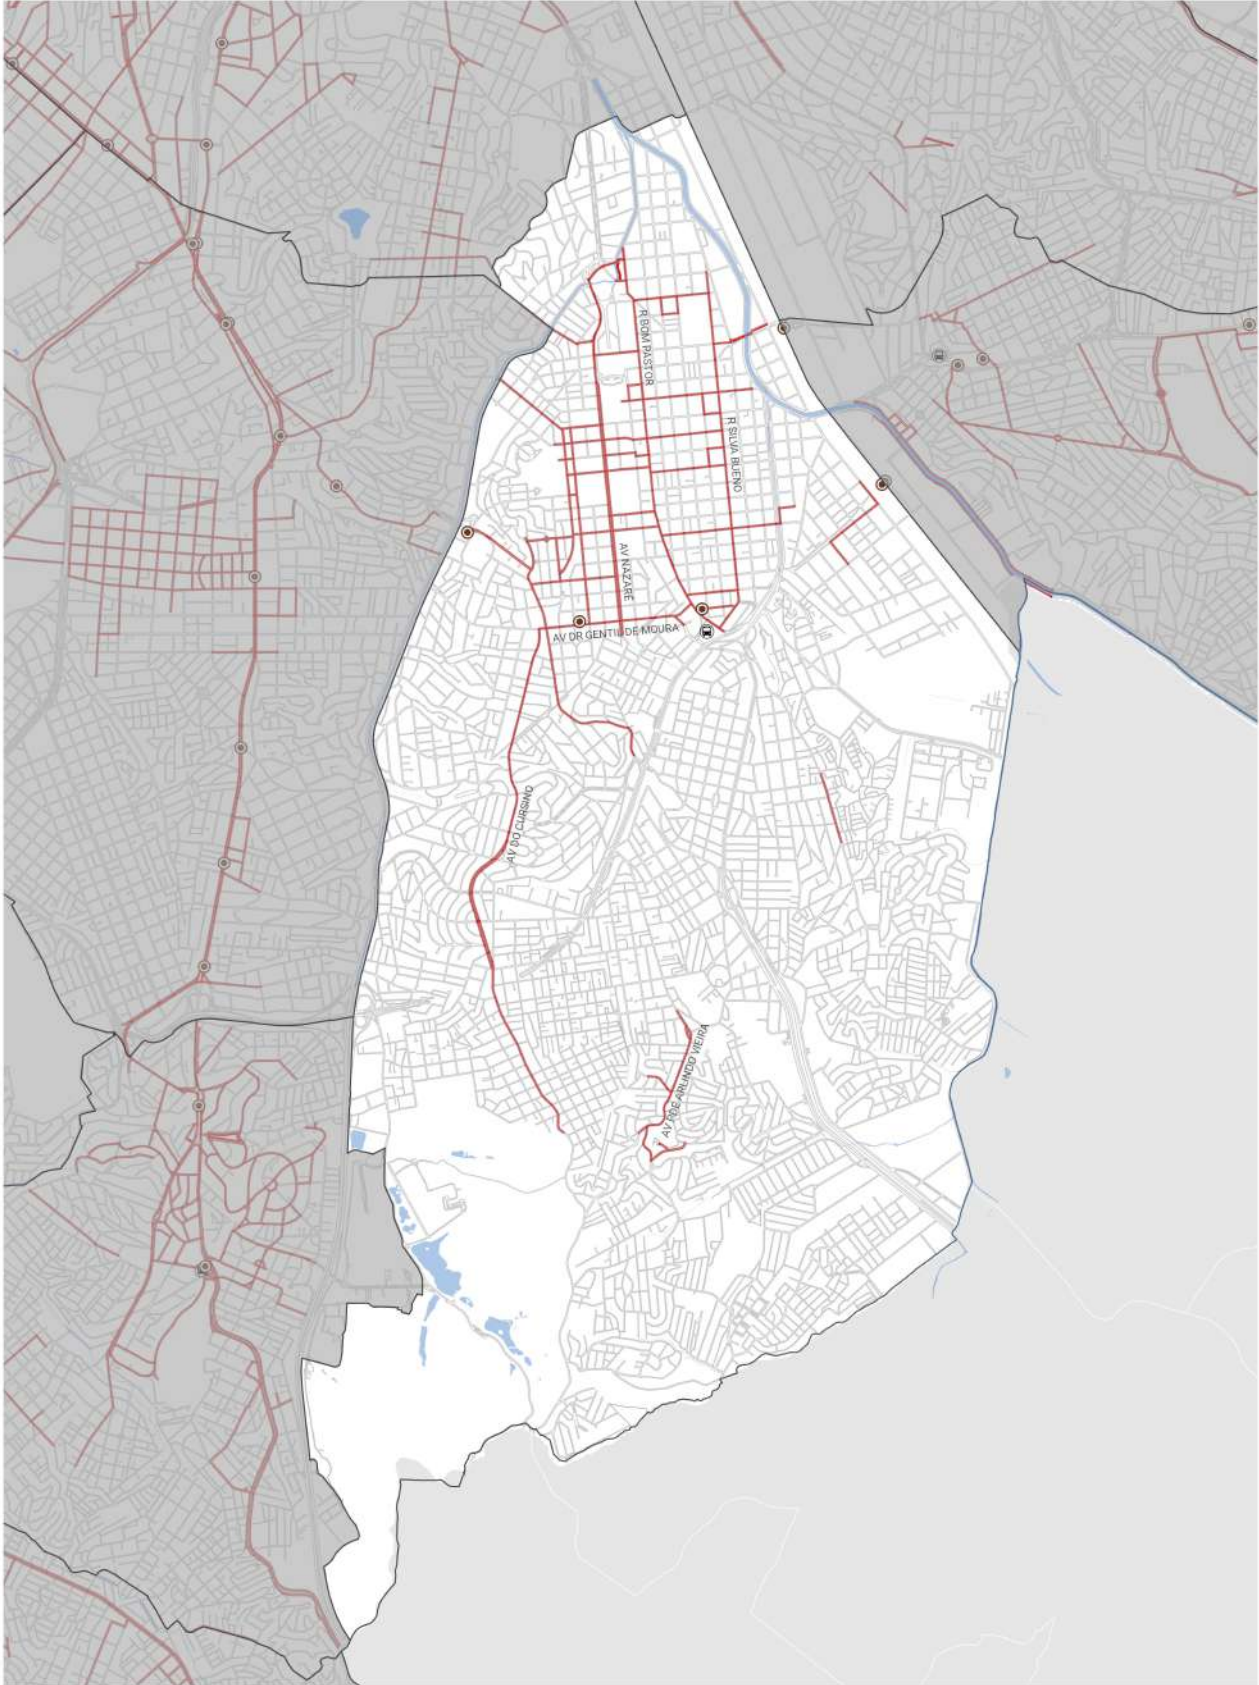 R BOM PASTOR
R SILVA BUENO
AV NAZARÉ
AV DR GENTIL DE MOURA
AV DO CURSINO
AV PDE ARLINDO VIEIRA